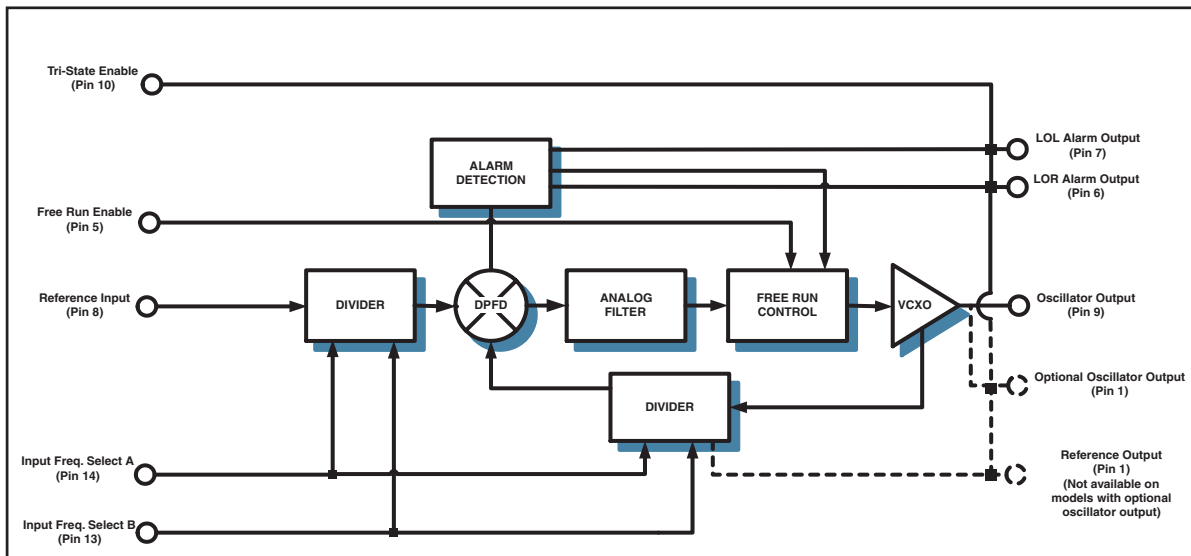 Tri-State Enable
(Pin 10)
ALARM
DETECTION
LOL Alarm Output
(Pin 7)
LOR Alarm Output
(Pin 6)
Free Run Enable
(Pin 5)
Reference Input
(Pin 8)
DIVIDER
DPFD
ANALOG
FILTER
FREE RUN
CONTROL
VCXO
Oscillator Output
(Pin 9)
Optional Oscillator Output
(Pin 1)
DIVIDER
Input Freq. Select A
(Pin 14)
Reference Output
(Pin 1)
(Not available on
models with optional
oscillator output)
Input Freq. Select B
(Pin 13)